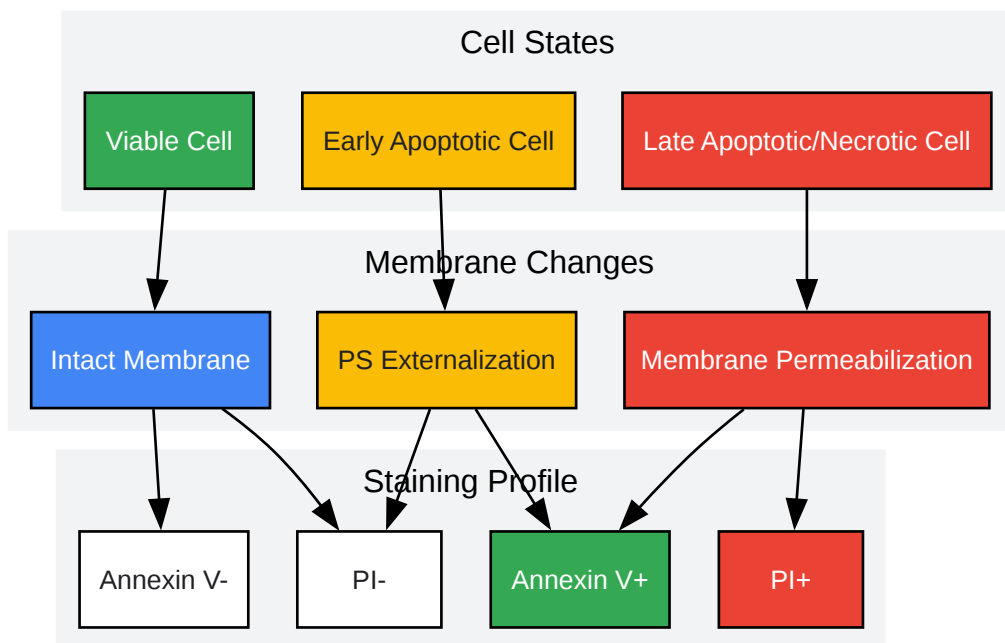 Cell States
Viable Cell
Early Apoptotic Cell
Late Apoptotic/Necrotic Cell
Membrane Changes
Intact Membrane
PS Externalization
Membrane Permeabilization
Staining Profile
Annexin V-
PI-
Annexin V+
PI+